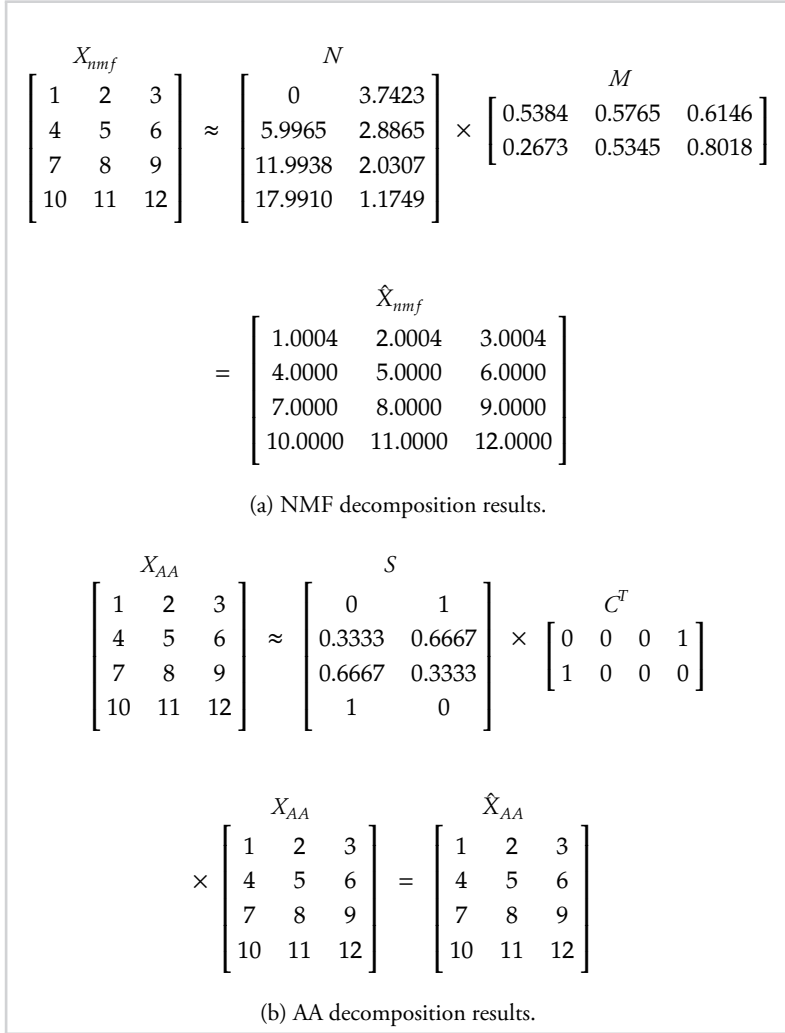 X_nmf N M
[1 2 3; 4 5 6; 7 8 9; 10 11 12] ≈ [0 3.7423; 5.9965 2.8865; 11.9938 2.0307; 17.9910 1.1749] × [0.5384 0.5765 0.6146; 0.2673 0.5345 0.8018]
X̂_nmf
= [1.0004 2.0004 3.0004; 4.0000 5.0000 6.0000; 7.0000 8.0000 9.0000; 10.0000 11.0000 12.0000]
(a) NMF decomposition results.
X_AA S C^T
[1 2 3; 4 5 6; 7 8 9; 10 11 12] ≈ [0 1; 0.3333 0.6667; 0.6667 0.3333; 1 0] × [0 0 0 1; 1 0 0 0]
X_AA X̂_AA
× [1 2 3; 4 5 6; 7 8 9; 10 11 12] = [1 2 3; 4 5 6; 7 8 9; 10 11 12]
(b) AA decomposition results.